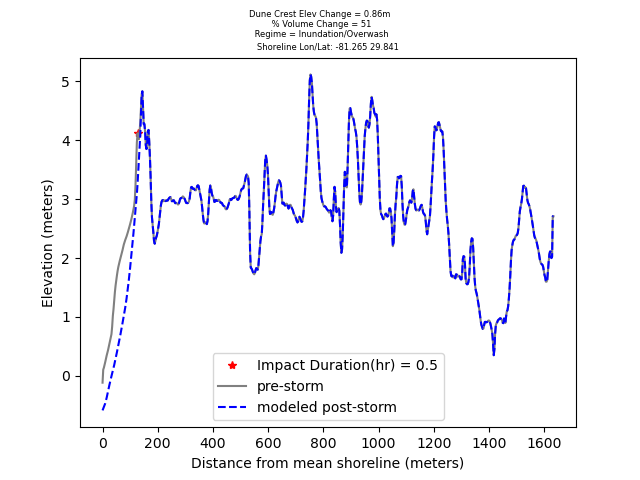 Dune Crest Elev Change = 0.86m
% Volume Change = 51
Regime = Inundation/Overwash
Shoreline Lon/Lat: -81.265 29.841
5
4
3
2
1
0
Elevation (meters)
Impact Duration(hr) = 0.5
pre-storm
modeled post-storm
0 200 400 600 800 1000 1200 1400 1600
Distance from mean shoreline (meters)